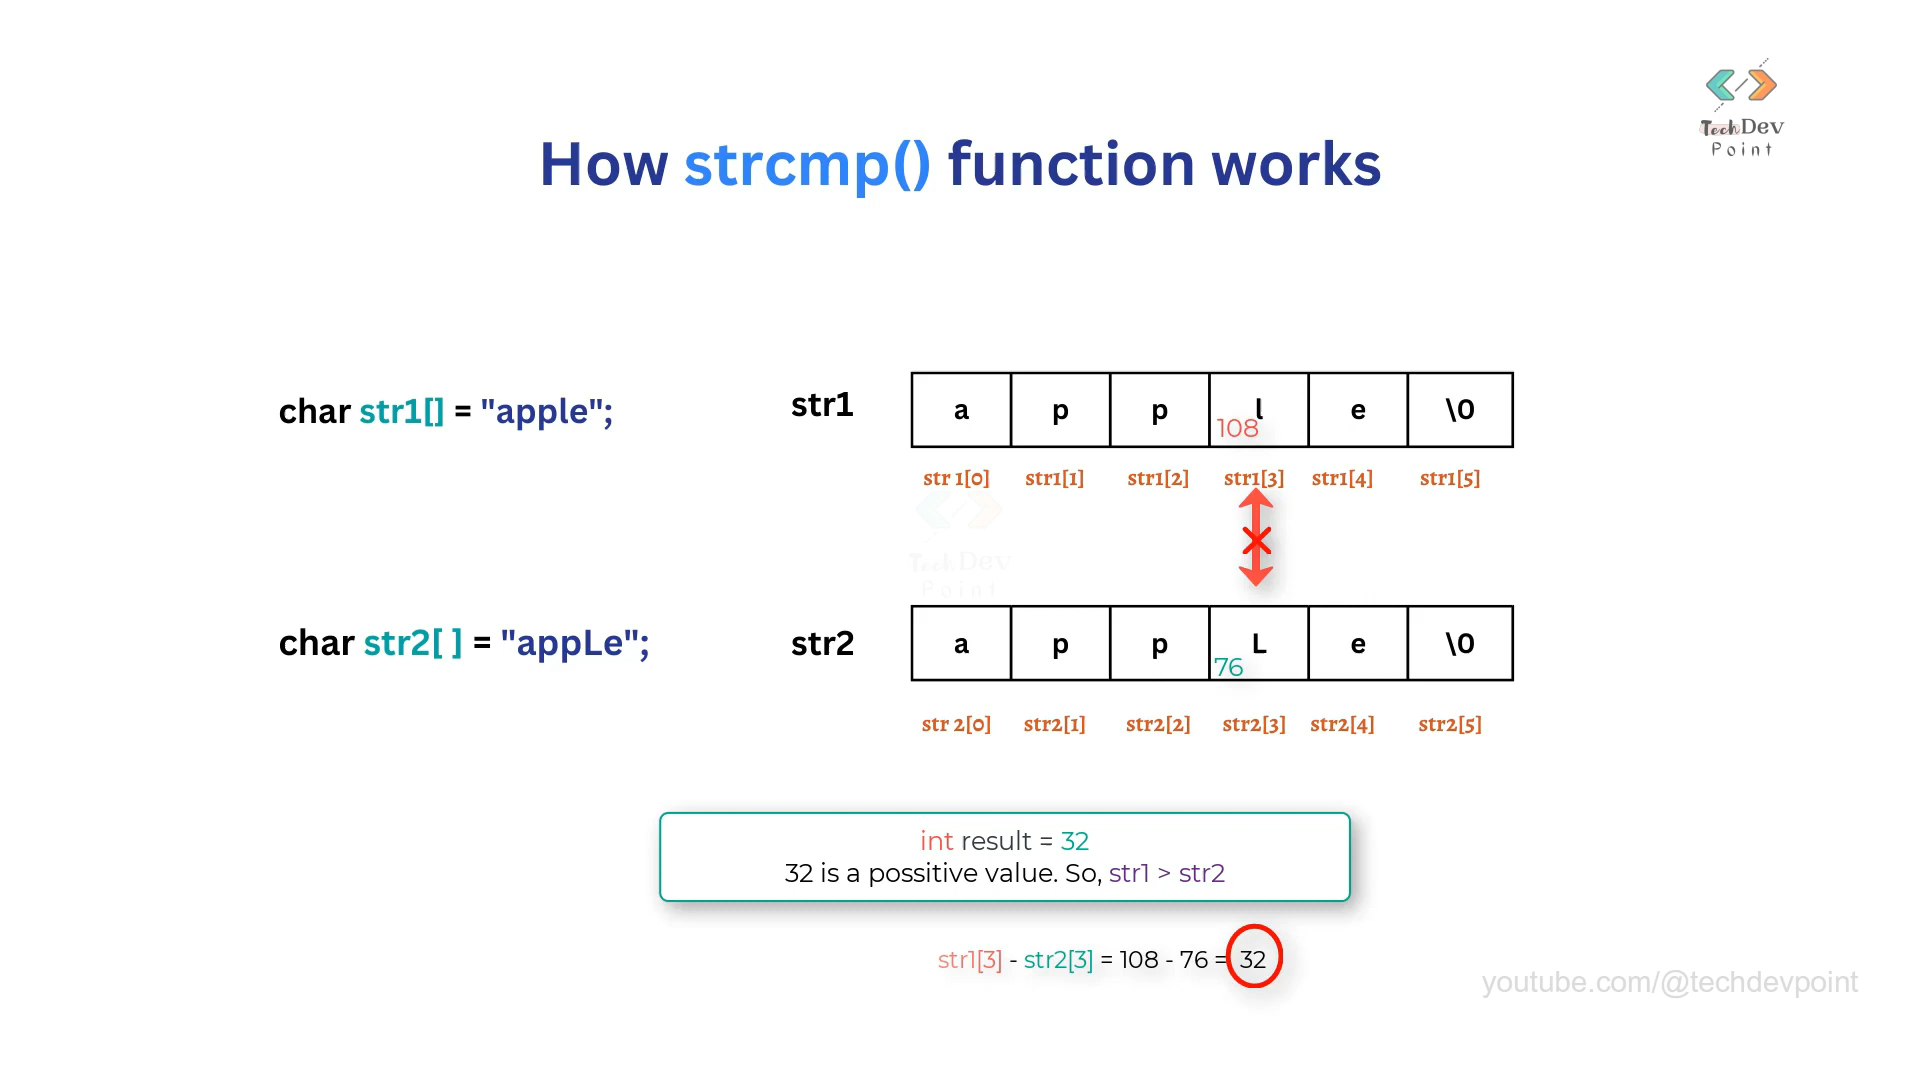 TechDev
Point
How strcmp() function works
char str1[] = "apple";
str1
a p p l e \0
108
str 1[0] str1[1] str1[2] str1[3] str1[4] str1[5]
TechDev
Point
char str2[ ] = "appLe";
str2
a p p L e \0
76
str 2[0] str2[1] str2[2] str2[3] str2[4] str2[5]
int result = 32
32 is a possitive value. So, str1 > str2
str1[3] - str2[3] = 108 - 76 = 32
youtube.com/@techdevpoint